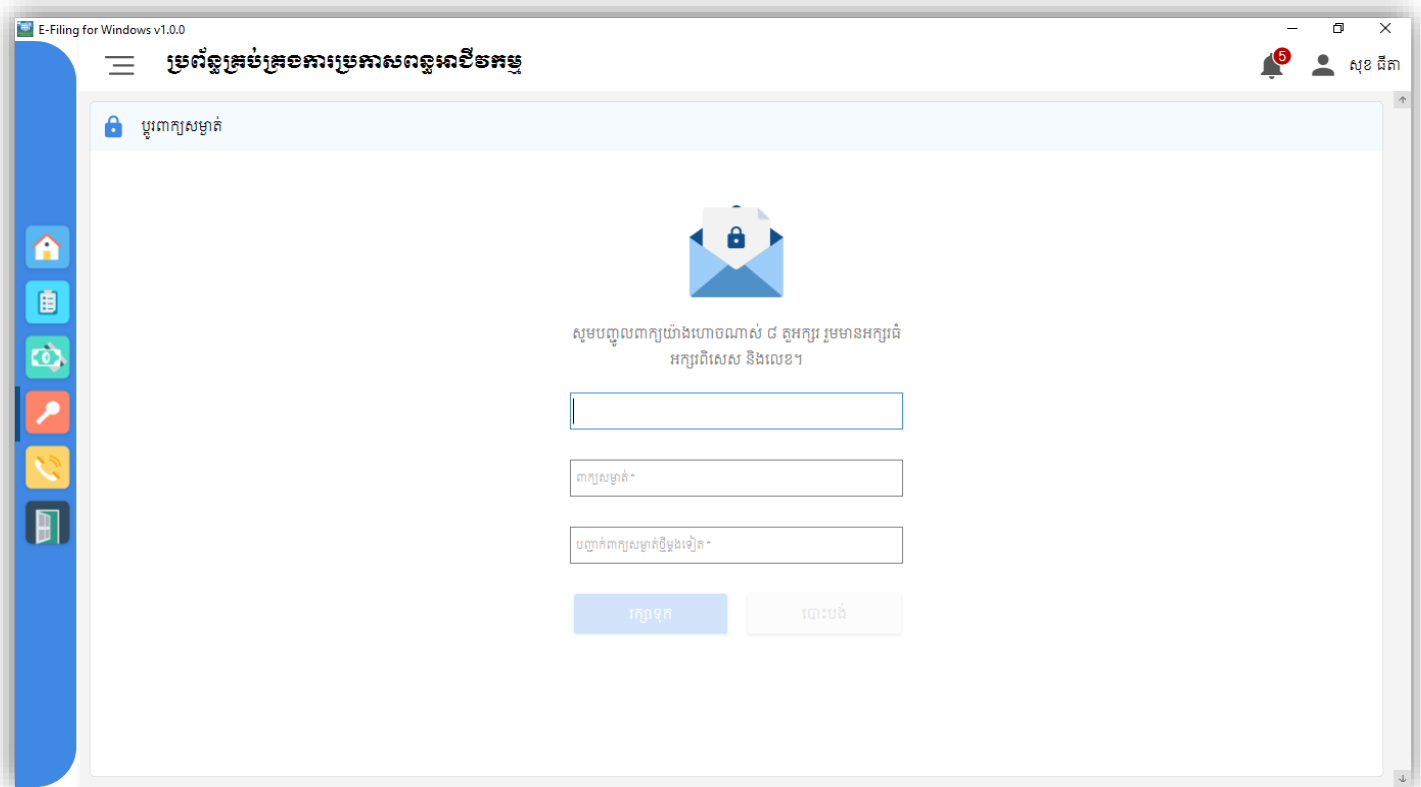 E-Filing for Windows v1.0.0
ប្រព័ន្ធគ្រប់គ្រងការប្រកាសពន្ធអាជីវកម្ម
5
សុខ ធីតា
ប្ដូរពាក្យសម្ងាត់
សូមបញ្ចូលពាក្យយ៉ាងហោចណាស់ ៨ តួអក្សរ រួមមានអក្សរធំ
អក្សរពិសេស និងលេខ។
ពាក្យសម្ងាត់*
បញ្ជាក់ពាក្យសម្ងាត់ថ្មីម្ដងទៀត*
រក្សាទុក
បោះបង់